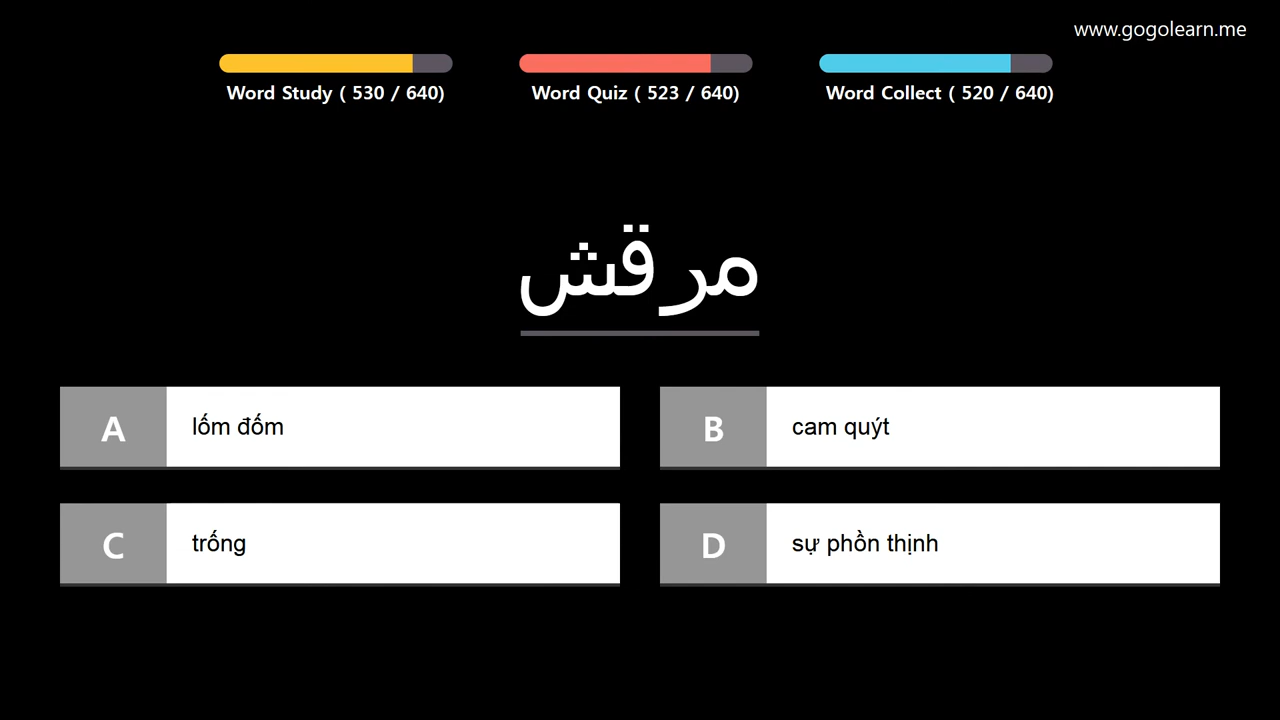 www.gogolearn.me
Word Study ( 530 / 640)
Word Quiz ( 523 / 640)
Word Collect ( 520 / 640)
مرقش
A
lốm đốm
B
cam quýt
C
trống
D
sự phồn thịnh